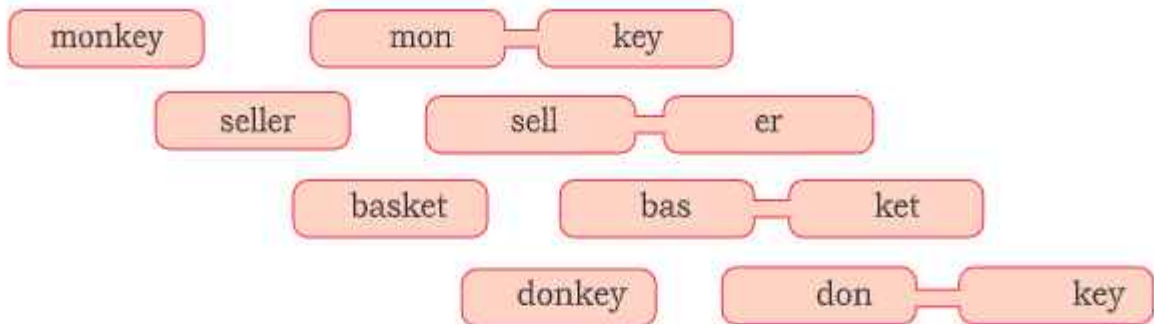 monkey mon key
seller sell er
basket bas ket
donkey don key